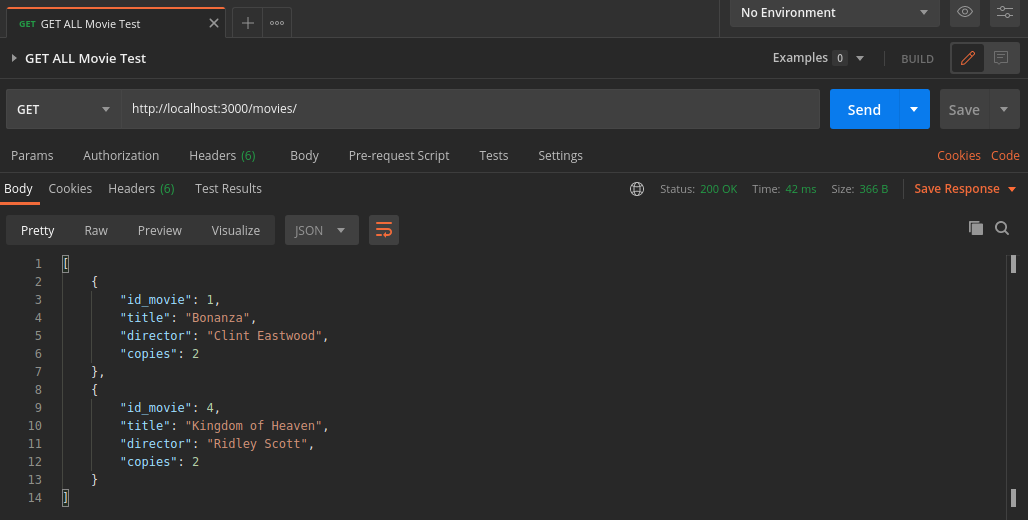 GET GET ALL Movie Test
No Environment
GET ALL Movie Test
Examples 0
BUILD
GET http://localhost:3000/movies/
Send
Save
Params Authorization Headers (6) Body Pre-request Script Tests Settings Cookies Code
Body Cookies Headers (6) Test Results Status: 200 OK Time: 42 ms Size: 366 B Save Response
Pretty Raw Preview Visualize JSON
1 [
2 {
3 "id_movie": 1,
4 "title": "Bonanza",
5 "director": "Clint Eastwood",
6 "copies": 2
7 },
8 {
9 "id_movie": 4,
10 "title": "Kingdom of Heaven",
11 "director": "Ridley Scott",
12 "copies": 2
13 }
14 ]